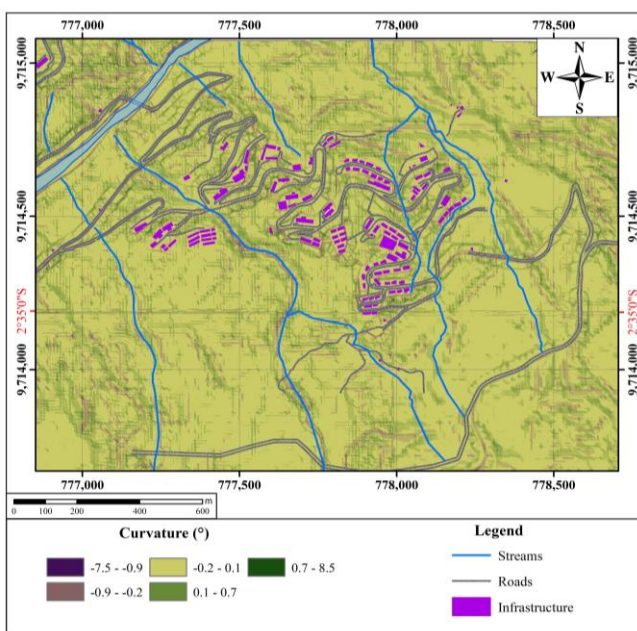 777,000 777,500 778,000 778,500
N
W E
S
9,715,000 9,715,000
9,714,500 9,714,500
2°35'0"S 2°35'0"S
9,714,000 9,714,000
777,000 777,500 778,000 778,500
0 100 200 400 600 m
Curvature (°) Legend
-7.5 - -0.9 -0.2 - 0.1 0.7 - 8.5 Streams
-0.9 - -0.2 0.1 - 0.7 Roads
Infrastructure